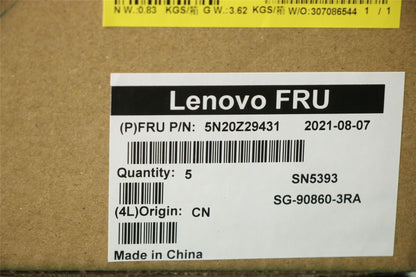 N W.:0.83 KGS/箱 G W.:3.62 KGS/箱 W/O:307086544 1 / 1
Lenovo FRU
(P)FRU P/N: 5N20Z29431 2021-08-07
Quantity: 5
SN5393
SG-90860-3RA
(4L)Origin: CN
Made in China